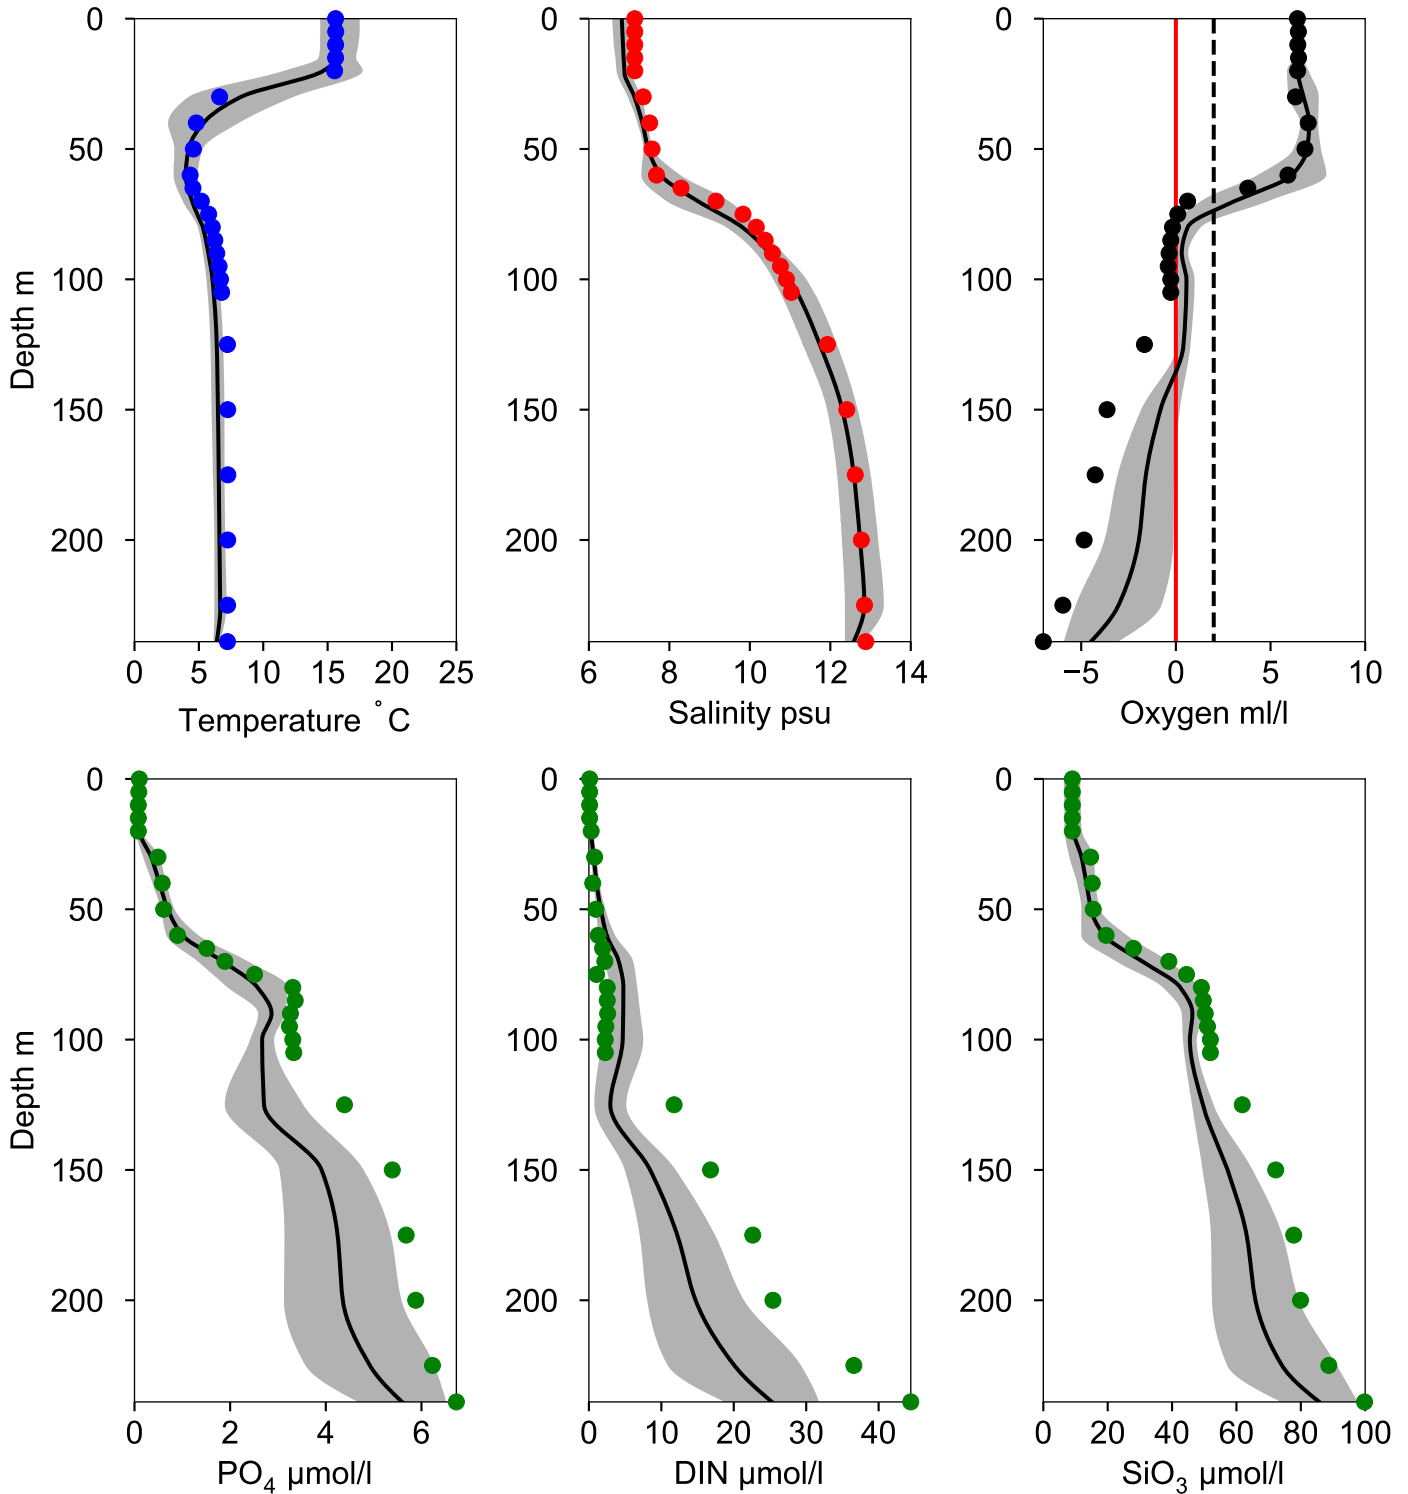 0
50
100
150
200
Depth m
0 5 10 15 20 25
Temperature °C
0
50
100
150
200
6 8 10 12 14
Salinity psu
0
50
100
150
200
−5 0 5 10
Oxygen ml/l
0
50
100
150
200
Depth m
0 2 4 6
PO₄ µmol/l
0
50
100
150
200
0 10 20 30 40
DIN µmol/l
0
50
100
150
200
0 20 40 60 80 100
SiO₃ µmol/l